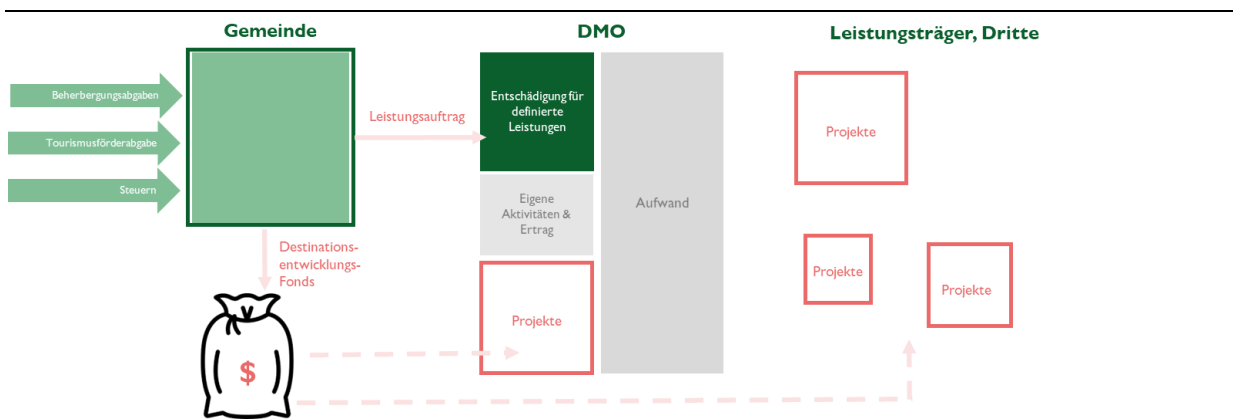 Gemeinde
DMO
Leistungsträger, Dritte
Beherbergungsabgaben
Tourismusförderabgabe
Steuern
Leistungsauftrag
Entschädigung für
definierte
Leistungen
Eigene
Aktivitäten &
Ertrag
Aufwand
Projekte
Destinations-
entwicklungs-
Fonds
$
Projekte
Projekte
Projekte